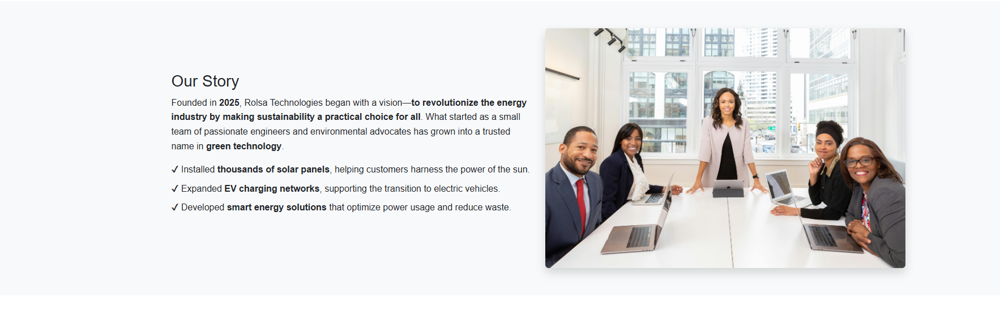 Our Story
Founded in 2025, Rolsa Technologies began with a vision—to revolutionize the energy
industry by making sustainability a practical choice for all. What started as a small
team of passionate engineers and environmental advocates has grown into a trusted
name in green technology.
✓ Installed thousands of solar panels, helping customers harness the power of the sun.
✓ Expanded EV charging networks, supporting the transition to electric vehicles.
✓ Developed smart energy solutions that optimize power usage and reduce waste.